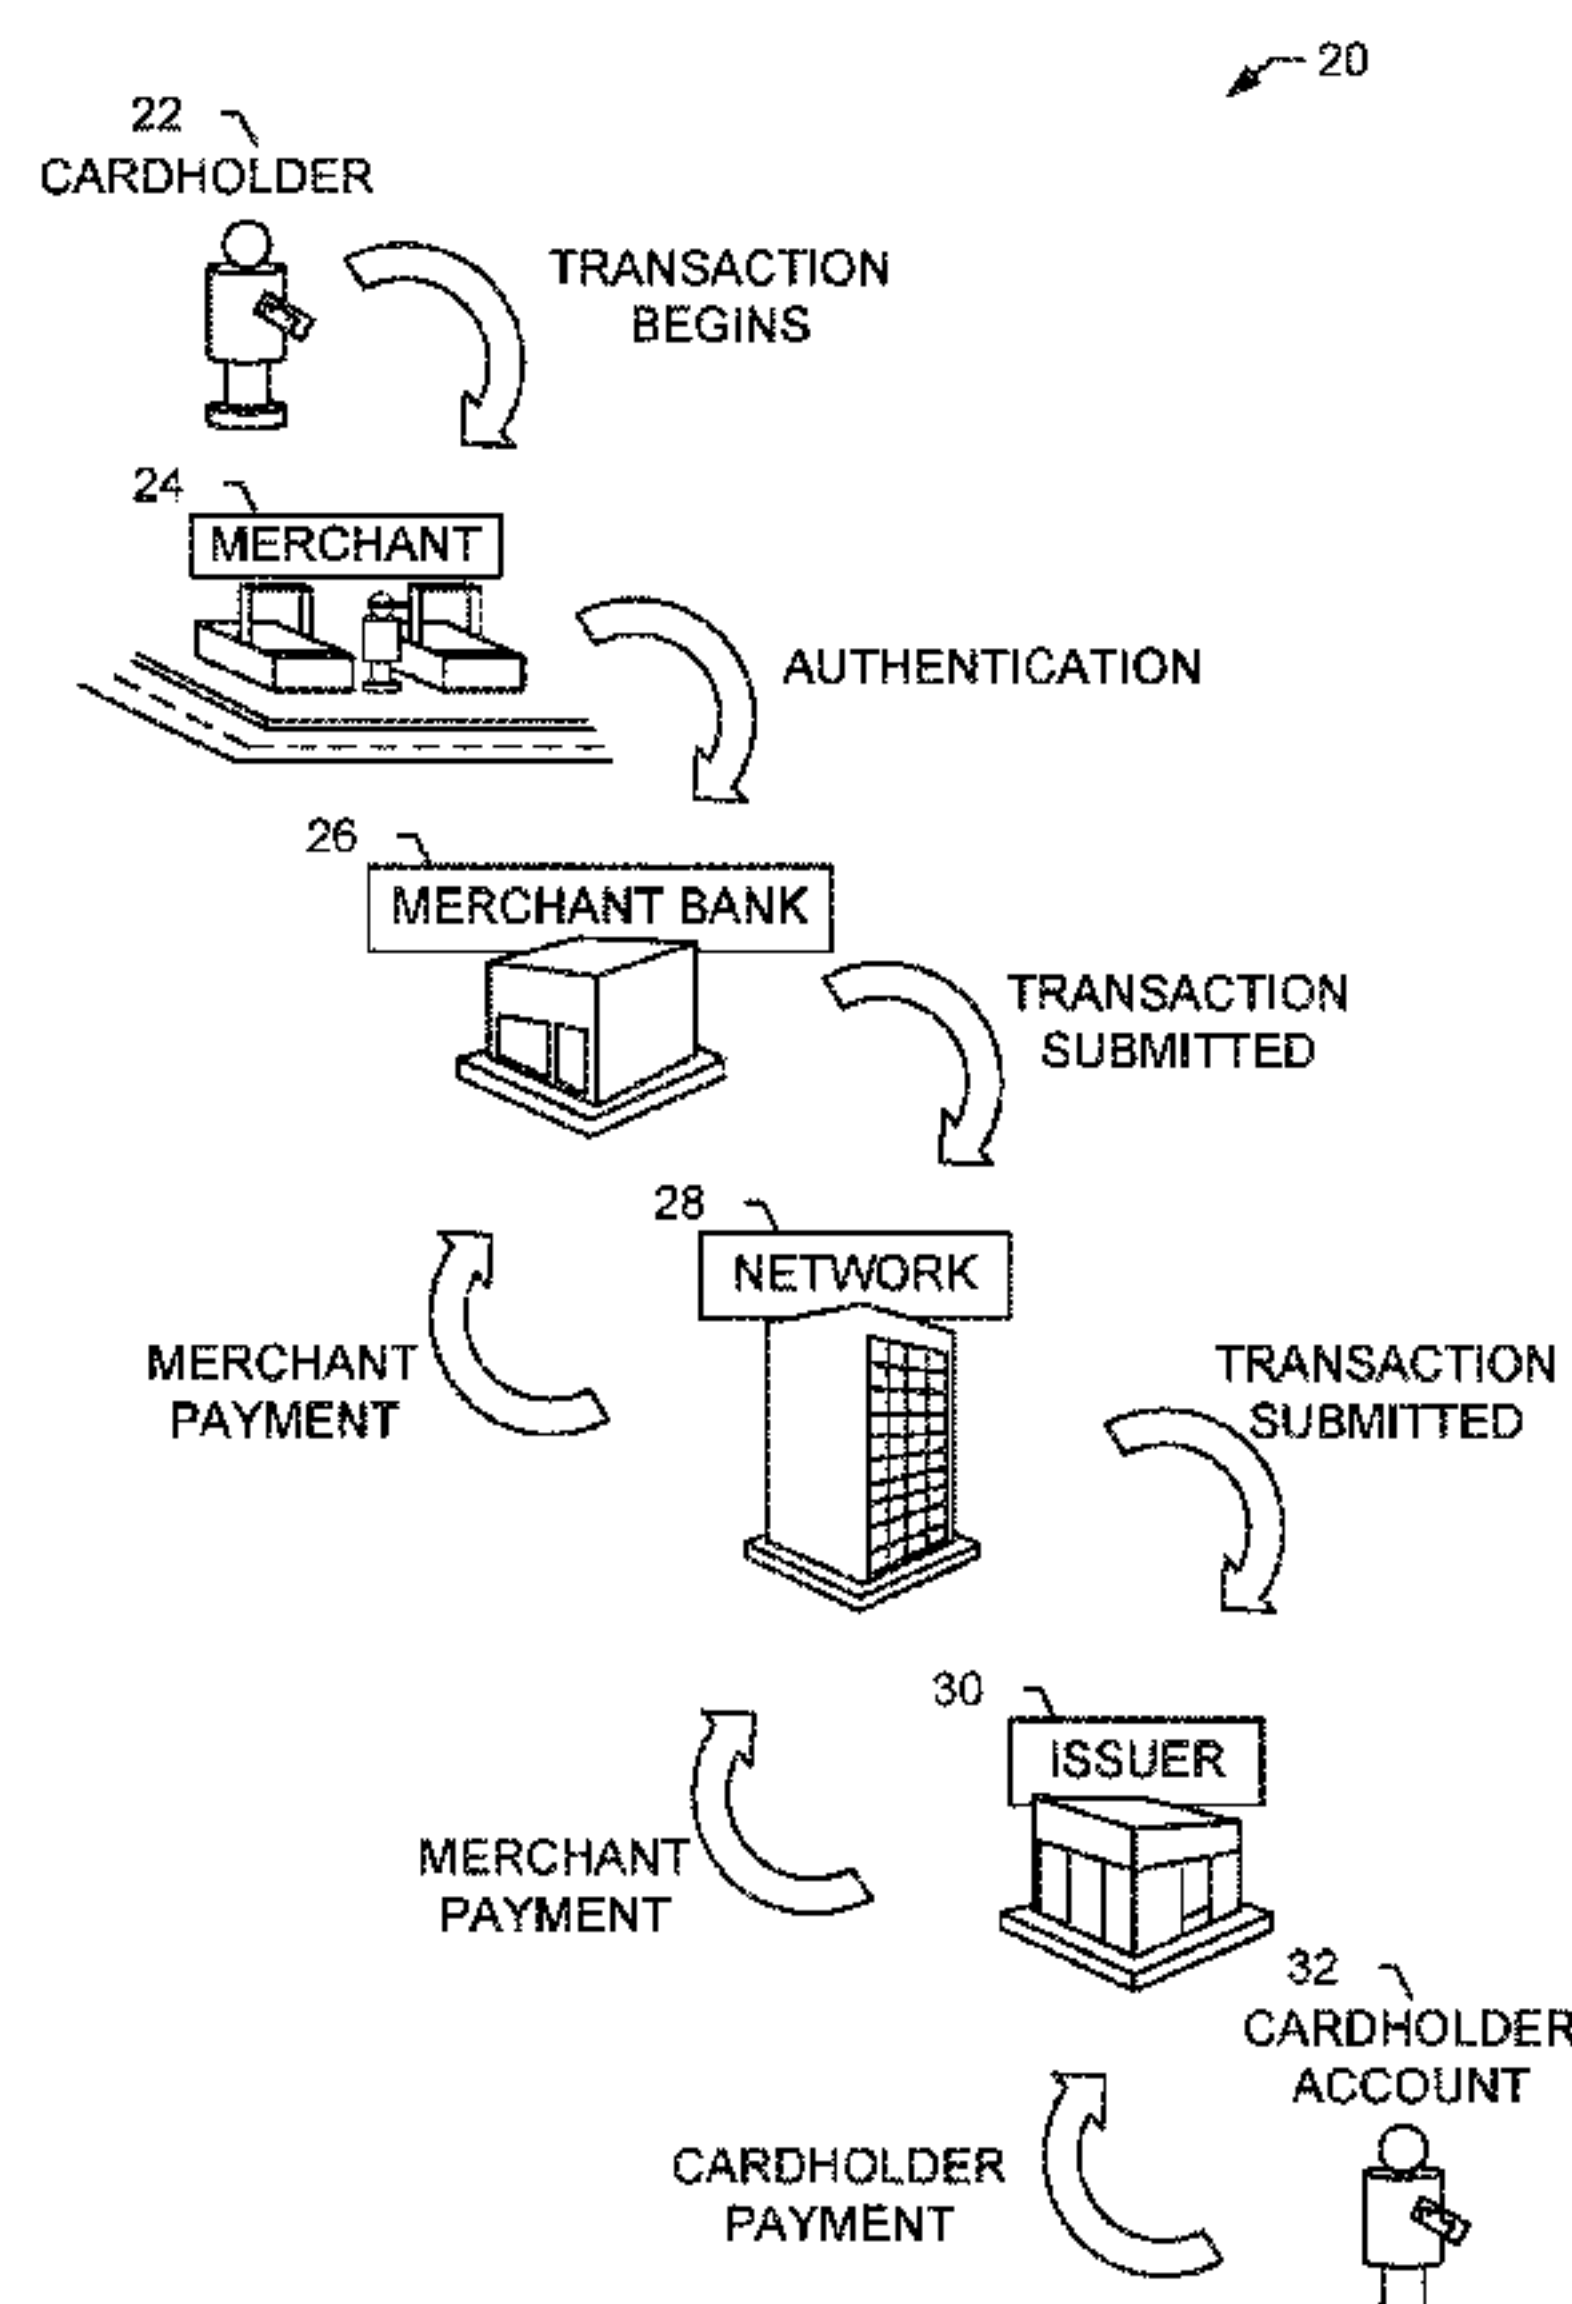 20
22
CARDHOLDER
TRANSACTION
BEGINS
24
MERCHANT
AUTHENTICATION
26
MERCHANT BANK
TRANSACTION
SUBMITTED
28
NETWORK
MERCHANT
PAYMENT
TRANSACTION
SUBMITTED
30
ISSUER
MERCHANT
PAYMENT
32
CARDHOLDER
ACCOUNT
CARDHOLDER
PAYMENT